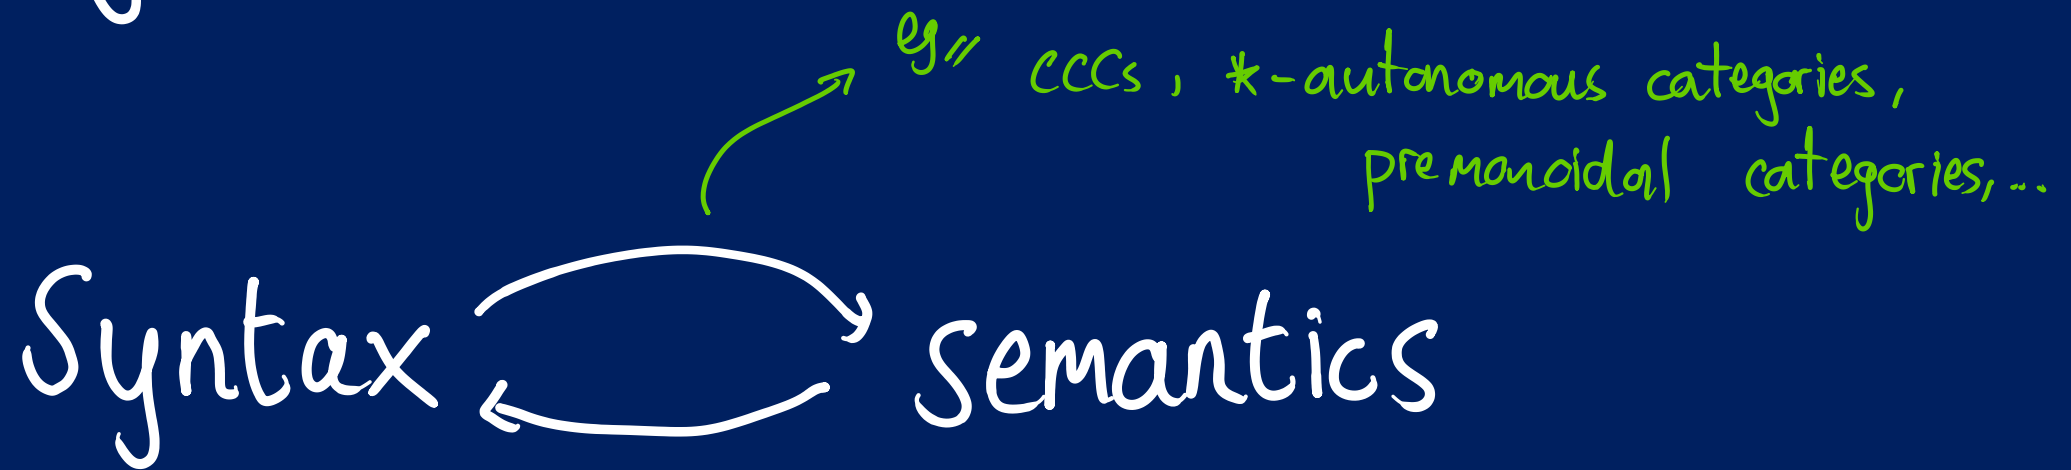 eg// CCCs, *-autonomous categories,
premonoidal categories,...
Syntax semantics